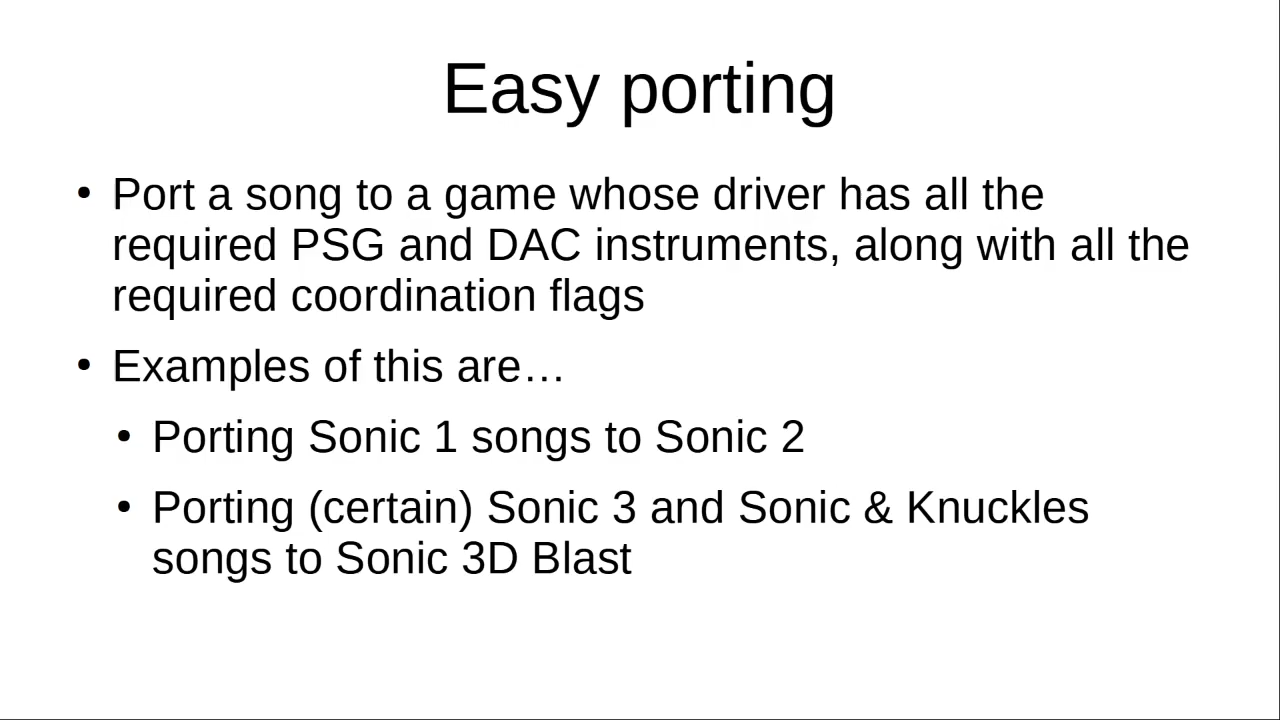 Easy porting
• Port a song to a game whose driver has all the
required PSG and DAC instruments, along with all the
required coordination flags
• Examples of this are…
• Porting Sonic 1 songs to Sonic 2
• Porting (certain) Sonic 3 and Sonic & Knuckles
songs to Sonic 3D Blast